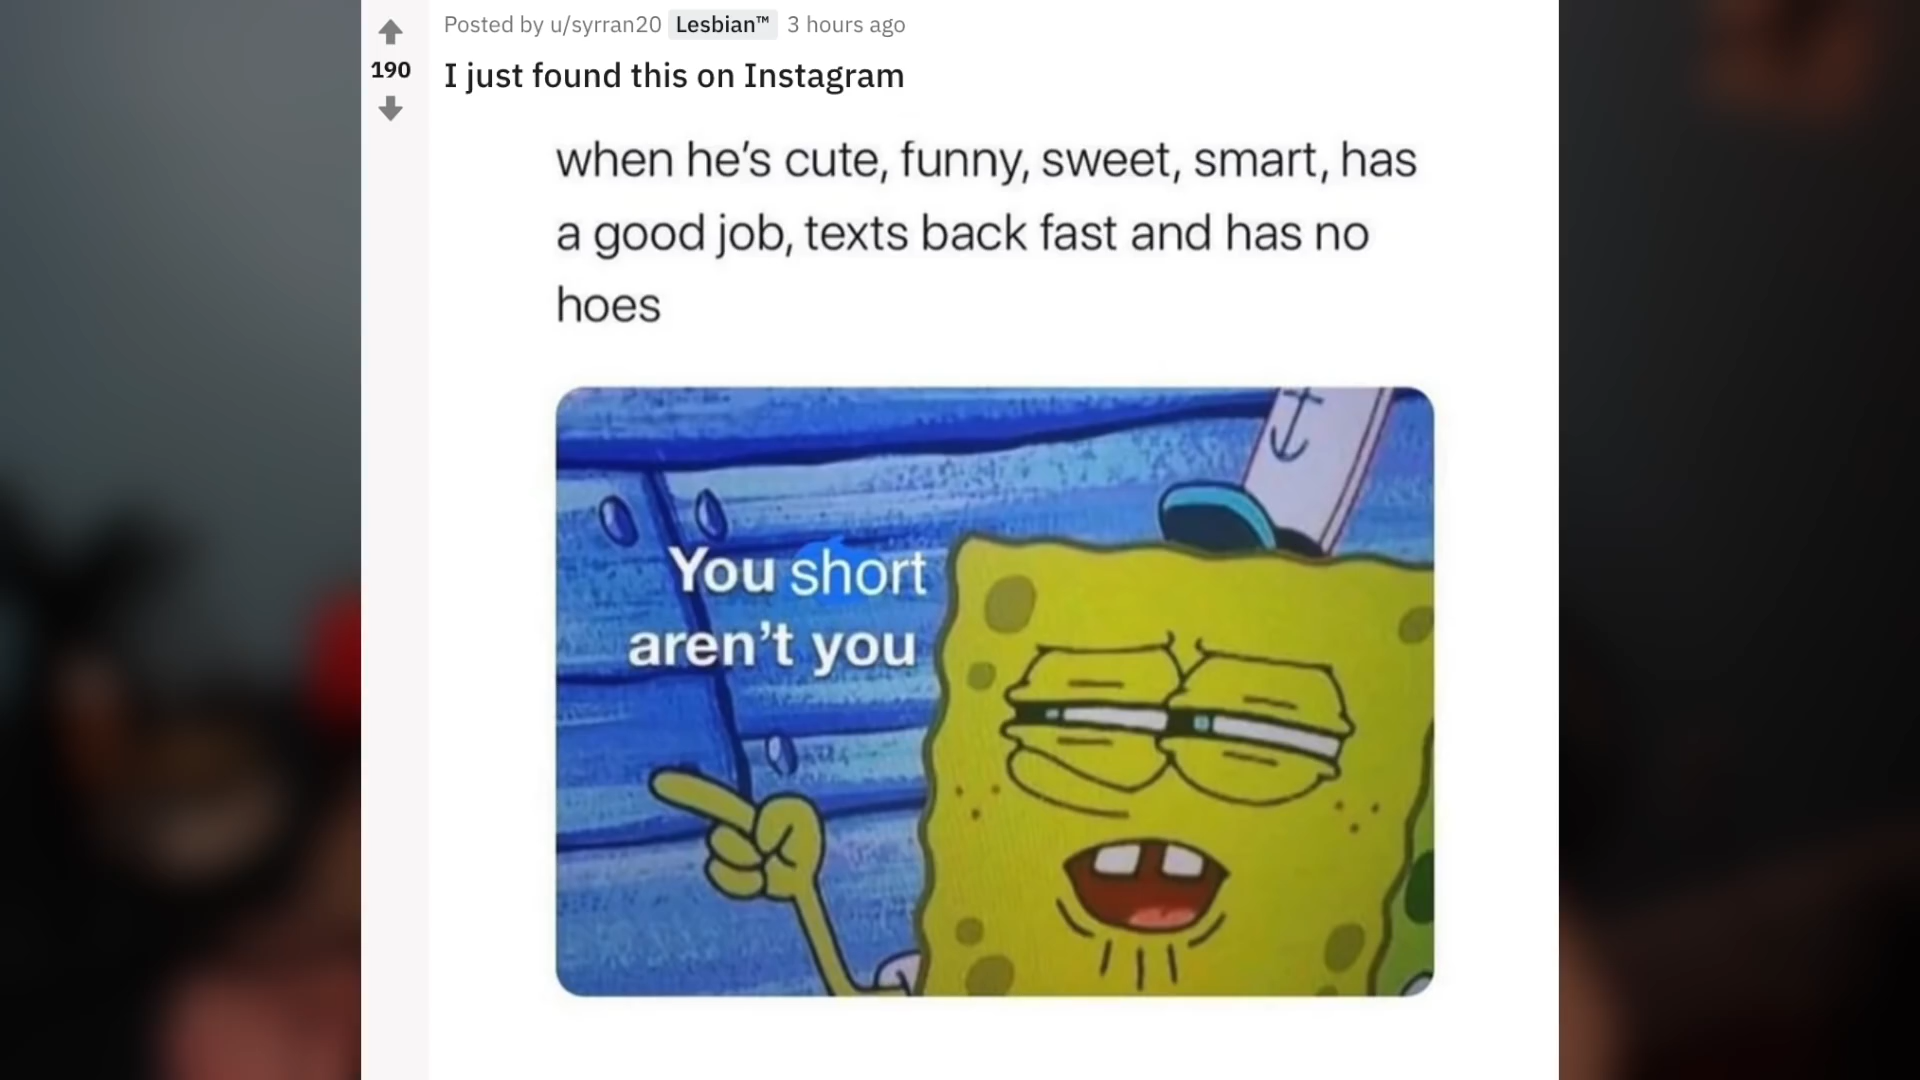 Posted by u/syrran20 Lesbian™ 3 hours ago
190
I just found this on Instagram
when he's cute, funny, sweet, smart, has
a good job, texts back fast and has no
hoes
You short
aren't you